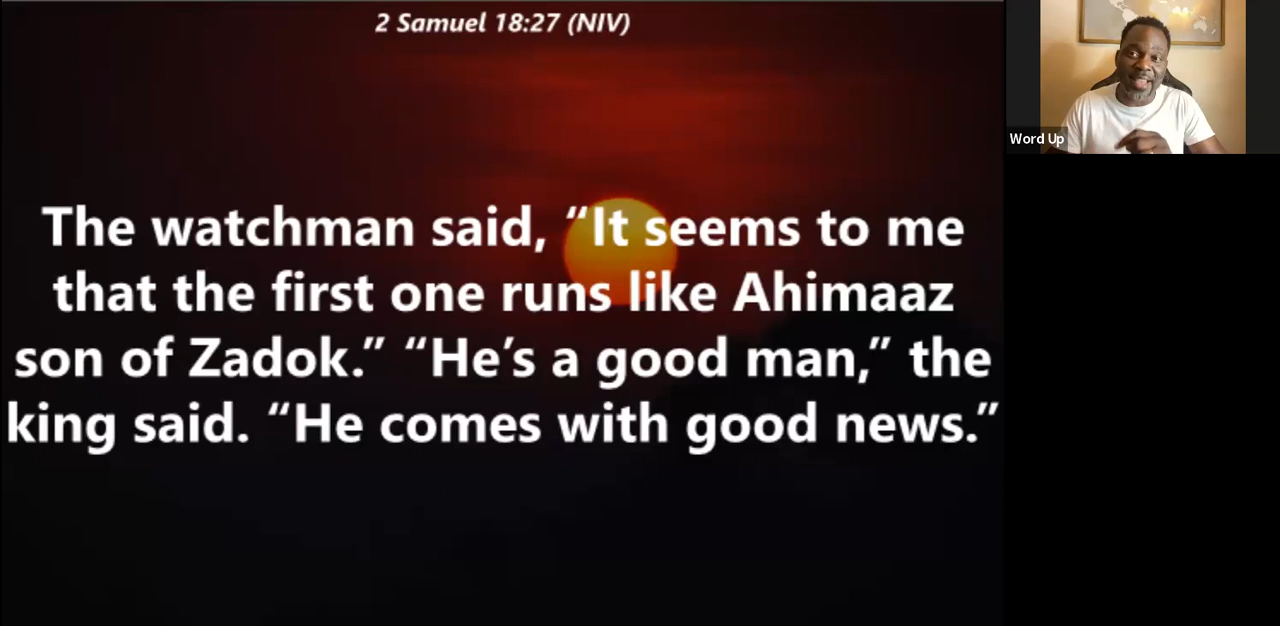 2 Samuel 18:27 (NIV)
The watchman said, “It seems to me
that the first one runs like Ahimaaz
son of Zadok.” “He’s a good man,” the
king said. “He comes with good news.”
Word Up